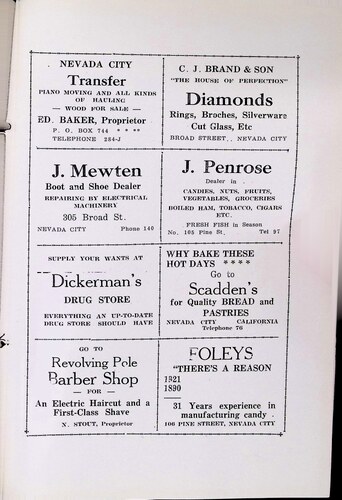 NEVADA CITY
Transfer
PIANO MOVING AND ALL KINDS
OF HAULING
— WOOD FOR SALE —
ED. BAKER, Proprietor
P. O. BOX 744 * * **
TELEPHONE 284-J
C. J. BRAND & SON
"THE HOUSE OF PERFECTION"
Diamonds
Rings, Broches, Silverware
Cut Glass, Etc
BROAD STREET,, NEVADA CITY
J. Mewten
Boot and Shoe Dealer
REPAIRING BY ELECTRICAL
MACHINERY
305 Broad St.
NEVADA CITY Phone 140
J. Penrose
Dealer in
CANDIES, NUTS, FRUITS,
VEGETABLES, GROCERIES
BOILED HAM, TOBACCO, CIGARS
ETC.
FRESH FISH in Season
No. 105 Pine St. Tel 97
SUPPLY YOUR WANTS AT
Dickerman's
DRUG STORE
EVERYTHING AN UP-TO-DATE
DRUG STORE SHOULD HAVE
WHY BAKE THESE
HOT DAYS * * * *
Go to
Scadden's
for Quality BREAD and
PASTRIES
NEVADA CITY CALIFORNIA
Telephone 76
GO TO
Revolving Pole
Barber Shop
— FOR —
An Electric Haircut and a
First-Class Shave
N. STOUT, Proprietor
FOLEYS
"THERE'S A REASON
1921
1890
31 Years experience in
manufacturing candy
106 PINE STREET, NEVADA CITY